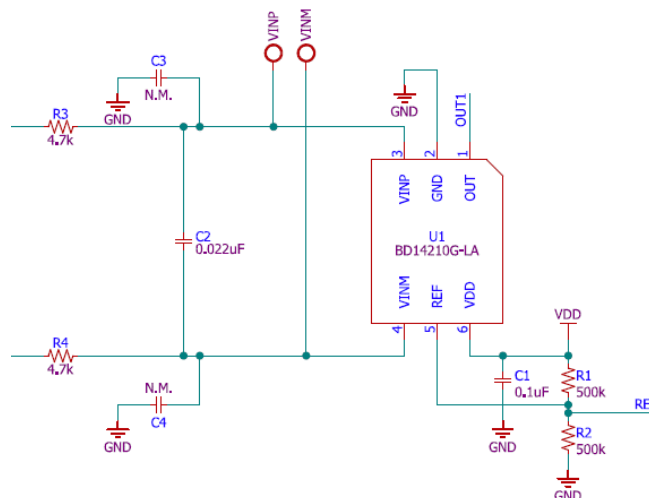 VINP
VINM
C3
N.M.
GND
GND
OUT1
R3
4.7k
3
2
1
VINP
GND
OUT
C2
0.022uF
U1
BD14210G-LA
VINM
REF
VDD
4
5
6
VDD
R4
4.7k
N.M.
C4
GND
C1
0.1uF
GND
R1
500k
RE
R2
500k
GND